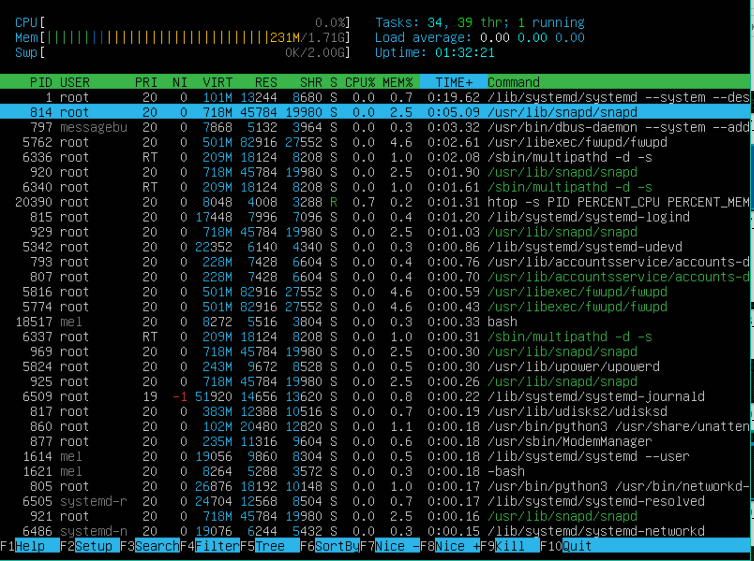 CPU[ 0.0%] Tasks: 34, 39 thr; 1 running
Mem[||||||||||||||||||||||||||||||231M/1.71G] Load average: 0.00 0.00 0.00
Swp[ 0K/2.00G] Uptime: 01:32:21
PID USER PRI NI VIRT RES SHR S CPU% MEM% TIME+ Command
1 root 20 0 101M 13244 8680 S 0.0 0.7 0:19.62 /lib/systemd/systemd --system --des
814 root 20 0 718M 45784 19980 S 0.0 2.5 0:05.09 /usr/lib/snapd/snapd
797 messagebu 20 0 7868 5132 3964 S 0.0 0.3 0:03.32 /usr/bin/dbus-daemon --system --add
5762 root 20 0 501M 82916 27552 S 0.0 4.6 0:02.61 /usr/libexec/fwupd/fwupd
6336 root RT 0 209M 18124 8208 S 0.0 1.0 0:02.08 /sbin/multipathd -d -s
920 root 20 0 718M 45784 19980 S 0.0 2.5 0:01.90 /usr/lib/snapd/snapd
6340 root RT 0 209M 18124 8208 S 0.0 1.0 0:01.61 /sbin/multipathd -d -s
20390 root 20 0 8048 4008 3288 R 0.7 0.2 0:01.31 htop -s PID PERCENT_CPU PERCENT_MEM
815 root 20 0 17448 7996 7096 S 0.0 0.4 0:01.20 /lib/systemd/systemd-logind
929 root 20 0 718M 45784 19980 S 0.0 2.5 0:01.03 /usr/lib/snapd/snapd
5342 root 20 0 22352 6140 4340 S 0.0 0.3 0:00.86 /lib/systemd/systemd-udevd
793 root 20 0 228M 7428 6604 S 0.0 0.4 0:00.76 /usr/lib/accountsservice/accounts-d
807 root 20 0 228M 7428 6604 S 0.0 0.4 0:00.70 /usr/lib/accountsservice/accounts-d
5816 root 20 0 501M 82916 27552 S 0.0 4.6 0:00.59 /usr/libexec/fwupd/fwupd
5774 root 20 0 501M 82916 27552 S 0.0 4.6 0:00.43 /usr/libexec/fwupd/fwupd
18517 mel 20 0 8272 5516 3804 S 0.0 0.3 0:00.33 bash
6337 root RT 0 209M 18124 8208 S 0.0 1.0 0:00.31 /sbin/multipathd -d -s
969 root 20 0 718M 45784 19980 S 0.0 2.5 0:00.30 /usr/lib/snapd/snapd
5824 root 20 0 243M 9672 8528 S 0.0 0.5 0:00.30 /usr/lib/upower/upowerd
925 root 20 0 718M 45784 19980 S 0.0 2.5 0:00.26 /usr/lib/snapd/snapd
6509 root 19 -1 51920 14656 13620 S 0.0 0.8 0:00.22 /lib/systemd/systemd-journald
817 root 20 0 383M 12388 10516 S 0.0 0.7 0:00.19 /usr/lib/udisks2/udisksd
860 root 20 0 102M 20480 12820 S 0.0 1.1 0:00.18 /usr/bin/python3 /usr/share/unatten
877 root 20 0 235M 11316 9604 S 0.0 0.6 0:00.18 /usr/sbin/ModemManager
1614 mel 20 0 19056 9860 8304 S 0.0 0.5 0:00.18 /lib/systemd/systemd --user
1621 mel 20 0 8264 5288 3572 S 0.0 0.3 0:00.18 -bash
805 root 20 0 26876 18192 10148 S 0.0 1.0 0:00.17 /usr/bin/python3 /usr/bin/networkd-
6505 systemd-r 20 0 24704 12568 8504 S 0.0 0.7 0:00.17 /lib/systemd/systemd-resolved
921 root 20 0 718M 45784 19980 S 0.0 2.5 0:00.16 /usr/lib/snapd/snapd
6486 systemd-n 20 0 19076 6244 5432 S 0.0 0.3 0:00.15 /lib/systemd/systemd-networkd
F1Help F2Setup F3SearchF4FilterF5Tree F6SortByF7Nice -F8Nice +F9Kill F10Quit